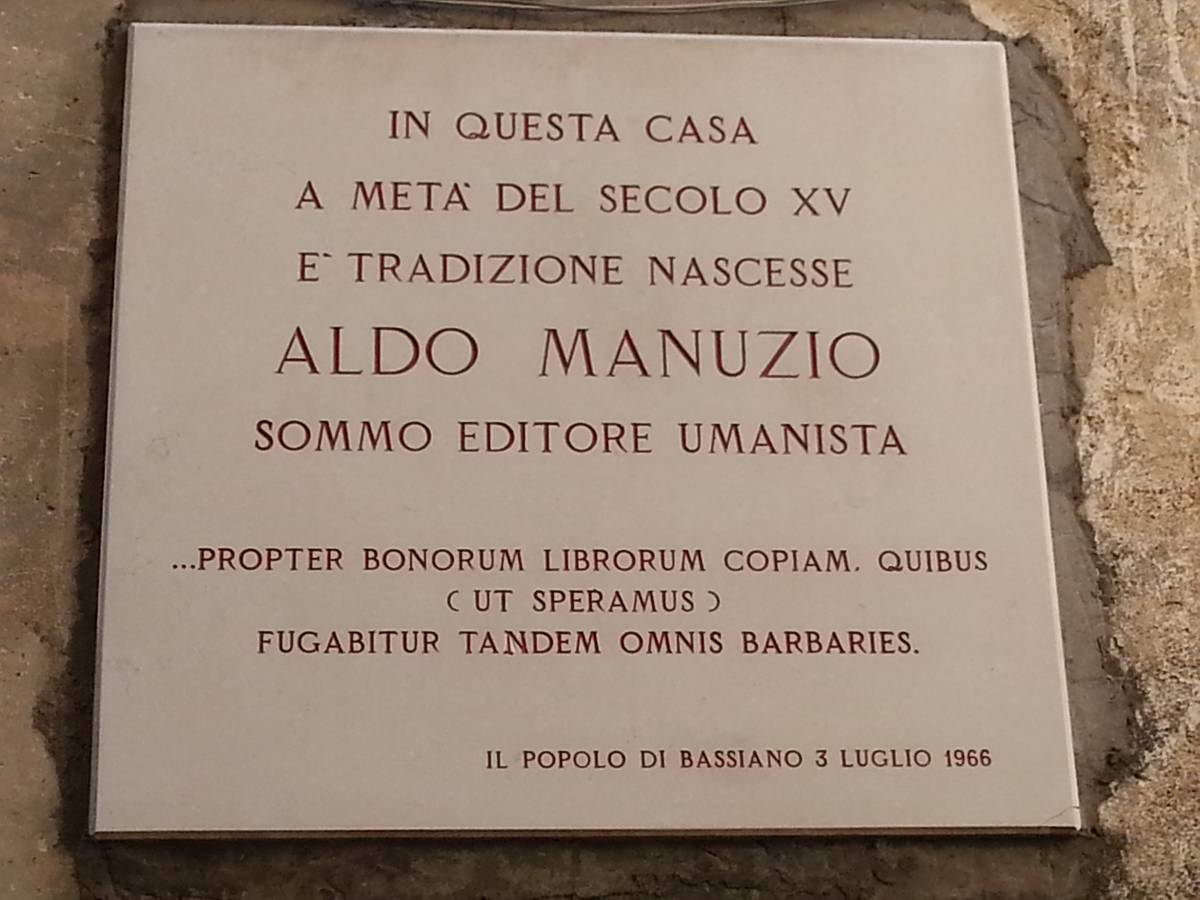 IN QUESTA CASA
A META` DEL SECOLO XV
E` TRADIZIONE NASCESSE
ALDO MANUZIO
SOMMO EDITORE UMANISTA
...PROPTER BONORUM LIBRORUM COPIAM. QUIBUS
( UT SPERAMUS )
FUGABITUR TANDEM OMNIS BARBARIES.
IL POPOLO DI BASSIANO 3 LUGLIO 1966